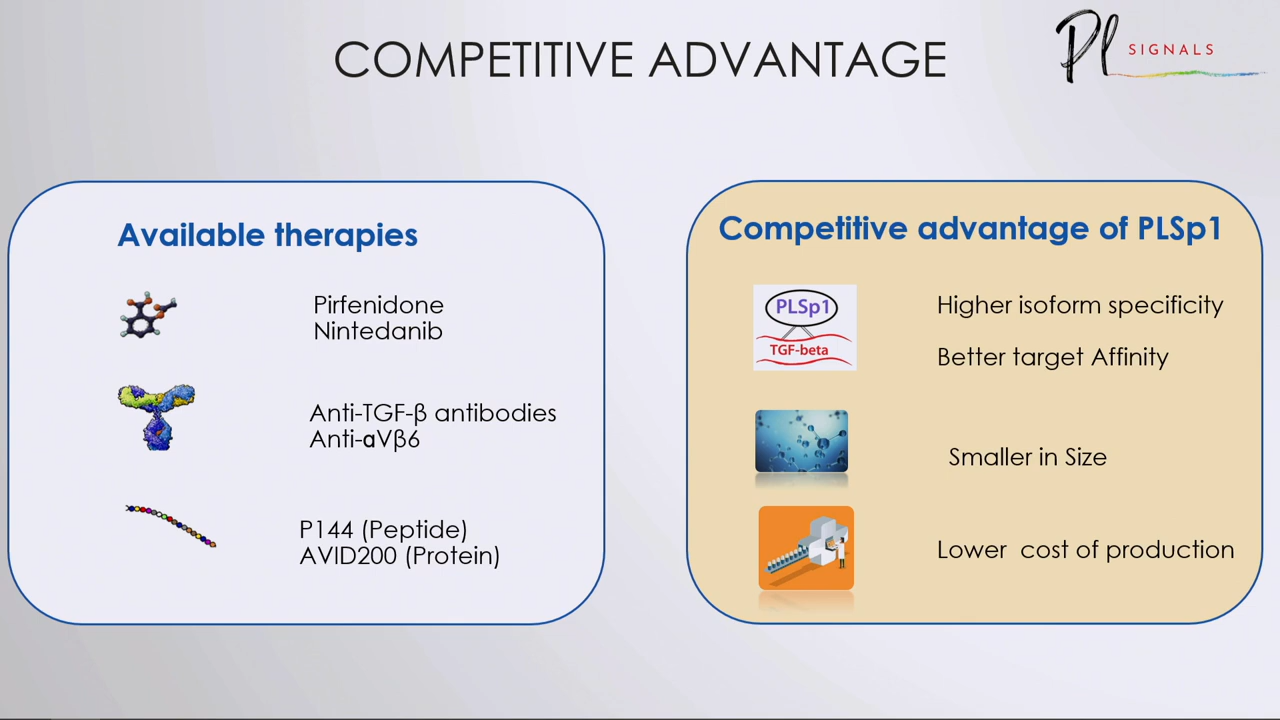 COMPETITIVE ADVANTAGE
Pl SIGNALS
Available therapies
Pirfenidone
Nintedanib
Anti-TGF-β antibodies
Anti-αVβ6
P144 (Peptide)
AVID200 (Protein)
Competitive advantage of PLSp1
PLSp1
TGF-beta
Higher isoform specificity
Better target Affinity
Smaller in Size
Lower cost of production